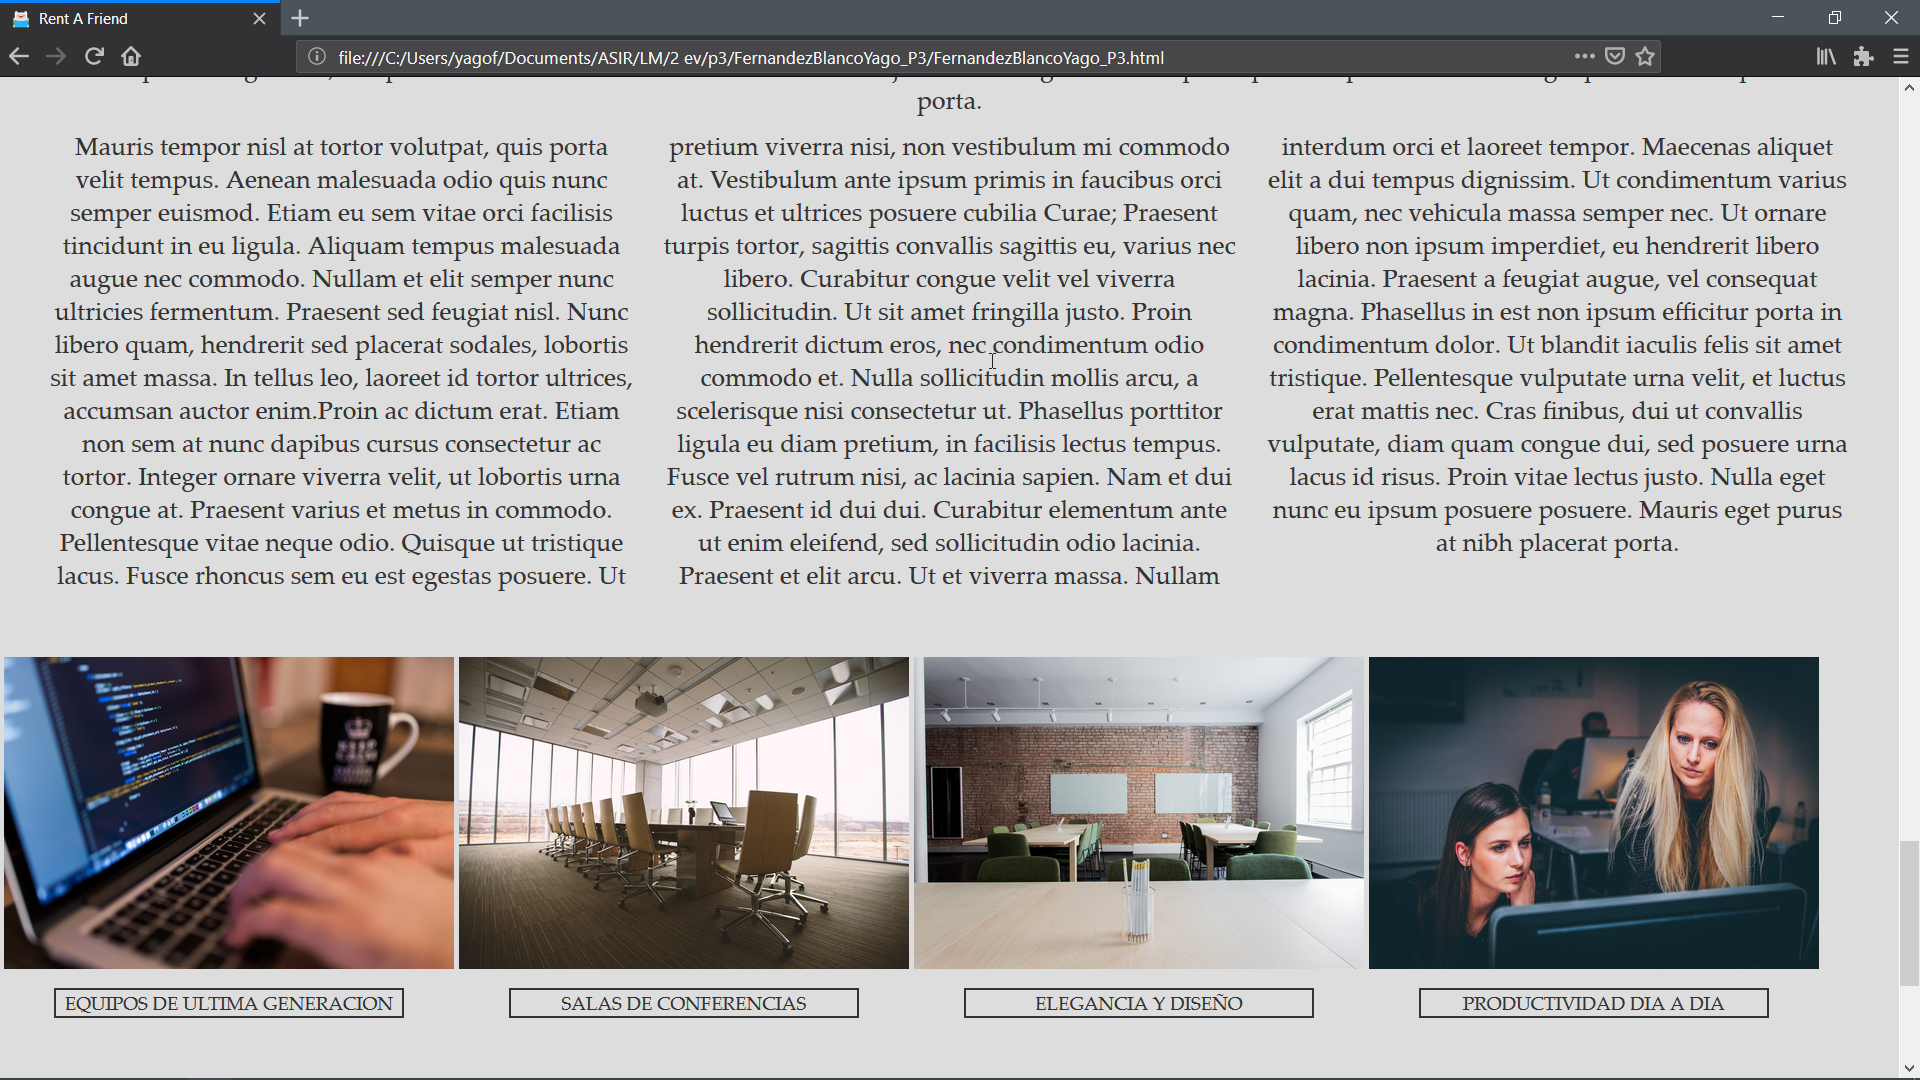 Rent A Friend
file:///C:/Users/yagof/Documents/ASIR/LM/2 ev/p3/FernandezBlancoYago_P3/FernandezBlancoYago_P3.html
porta.
Mauris tempor nisl at tortor volutpat, quis porta
velit tempus. Aenean malesuada odio quis nunc
semper euismod. Etiam eu sem vitae orci facilisis
tincidunt in eu ligula. Aliquam tempus malesuada
augue nec commodo. Nullam et elit semper nunc
ultricies fermentum. Praesent sed feugiat nisl. Nunc
libero quam, hendrerit sed placerat sodales, lobortis
sit amet massa. In tellus leo, laoreet id tortor ultrices,
accumsan auctor enim.Proin ac dictum erat. Etiam
non sem at nunc dapibus cursus consectetur ac
tortor. Integer ornare viverra velit, ut lobortis urna
congue at. Praesent varius et metus in commodo.
Pellentesque vitae neque odio. Quisque ut tristique
lacus. Fusce rhoncus sem eu est egestas posuere. Ut
pretium viverra nisi, non vestibulum mi commodo
at. Vestibulum ante ipsum primis in faucibus orci
luctus et ultrices posuere cubilia Curae; Praesent
turpis tortor, sagittis convallis sagittis eu, varius nec
libero. Curabitur congue velit vel viverra
sollicitudin. Ut sit amet fringilla justo. Proin
hendrerit dictum eros, nec condimentum odio
commodo et. Nulla sollicitudin mollis arcu, a
scelerisque nisi consectetur ut. Phasellus porttitor
ligula eu diam pretium, in facilisis lectus tempus.
Fusce vel rutrum nisi, ac lacinia sapien. Nam et dui
ex. Praesent id dui dui. Curabitur elementum ante
ut enim eleifend, sed sollicitudin odio lacinia.
Praesent et elit arcu. Ut et viverra massa. Nullam
interdum orci et laoreet tempor. Maecenas aliquet
elit a dui tempus dignissim. Ut condimentum varius
quam, nec vehicula massa semper nec. Ut ornare
libero non ipsum imperdiet, eu hendrerit libero
lacinia. Praesent a feugiat augue, vel consequat
magna. Phasellus in est non ipsum efficitur porta in
condimentum dolor. Ut blandit iaculis felis sit amet
tristique. Pellentesque vulputate urna velit, et luctus
erat mattis nec. Cras finibus, dui ut convallis
vulputate, diam quam congue dui, sed posuere urna
lacus id risus. Proin vitae lectus justo. Nulla eget
nunc eu ipsum posuere posuere. Mauris eget purus
at nibh placerat porta.
EQUIPOS DE ULTIMA GENERACION
SALAS DE CONFERENCIAS
ELEGANCIA Y DISEÑO
PRODUCTIVIDAD DIA A DIA